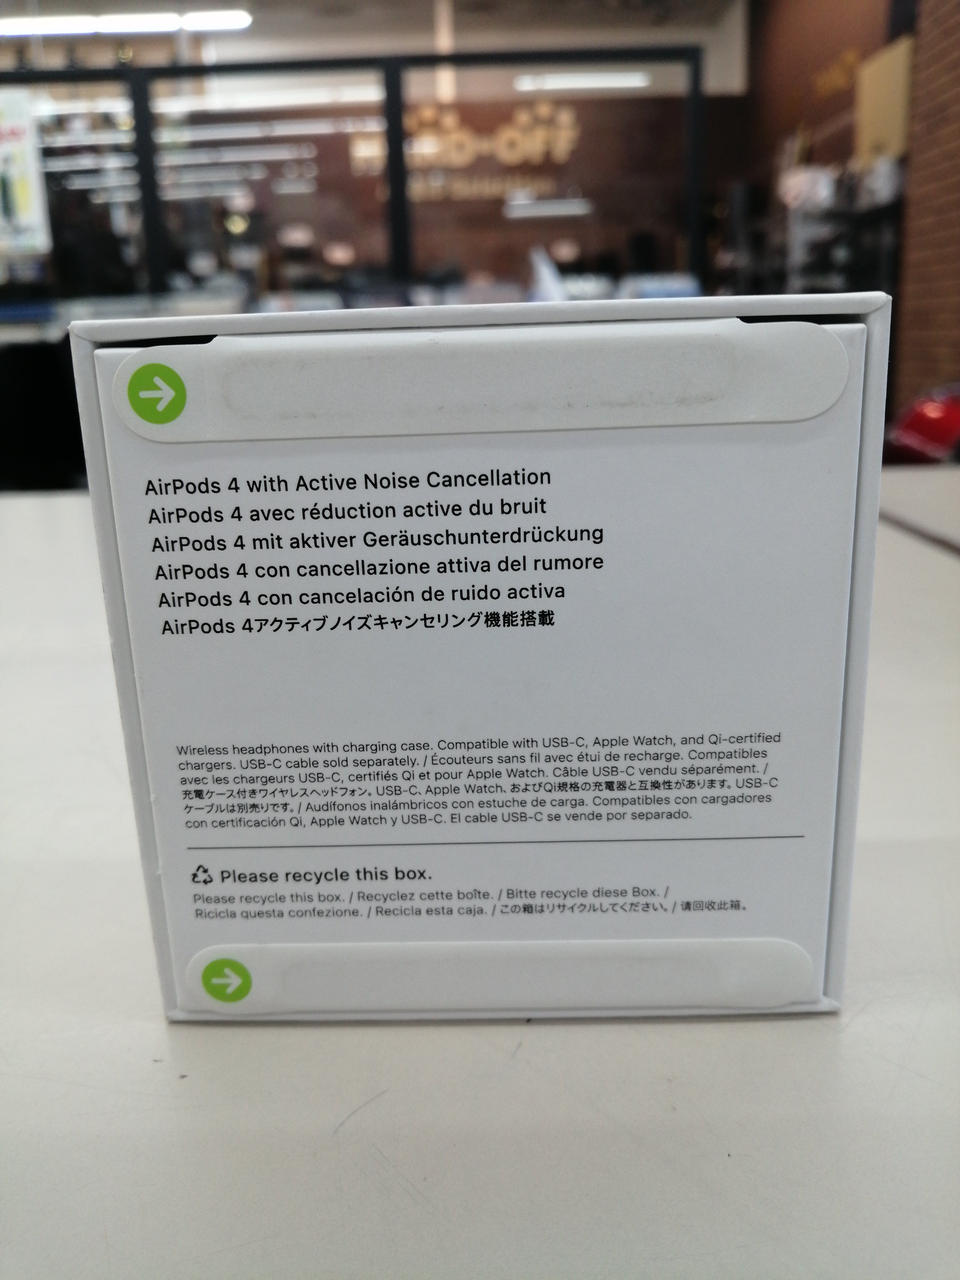 HARD-OFF
AirPods 4 with Active Noise Cancellation
AirPods 4 avec réduction active du bruit
AirPods 4 mit aktiver Geräuschunterdrückung
AirPods 4 con cancellazione attiva del rumore
AirPods 4 con cancelación de ruido activa
AirPods 4アクティブノイズキャンセリング機能搭載
Wireless headphones with charging case. Compatible with USB-C, Apple Watch, and Qi-certified
chargers. USB-C cable sold separately. / Écouteurs sans fil avec étui de recharge. Compatibles
avec les chargeurs USB-C, certifiés Qi et pour Apple Watch. Câble USB-C vendu séparément. /
充電ケース付きワイヤレスヘッドフォン。USB-C、Apple Watch、およびQi規格の充電器と互換性があります。USB-C
ケーブルは別売りです。/ Audífonos inalámbricos con estuche de carga. Compatibles con cargadores
con certificación Qi, Apple Watch y USB-C. El cable USB-C se vende por separado.
Please recycle this box.
Please recycle this box. / Recyclez cette boîte. / Bitte recycle diese Box. /
Ricicla questa confezione. / Recicla esta caja. / この箱はリサイクルしてください。/ 请回收此箱。